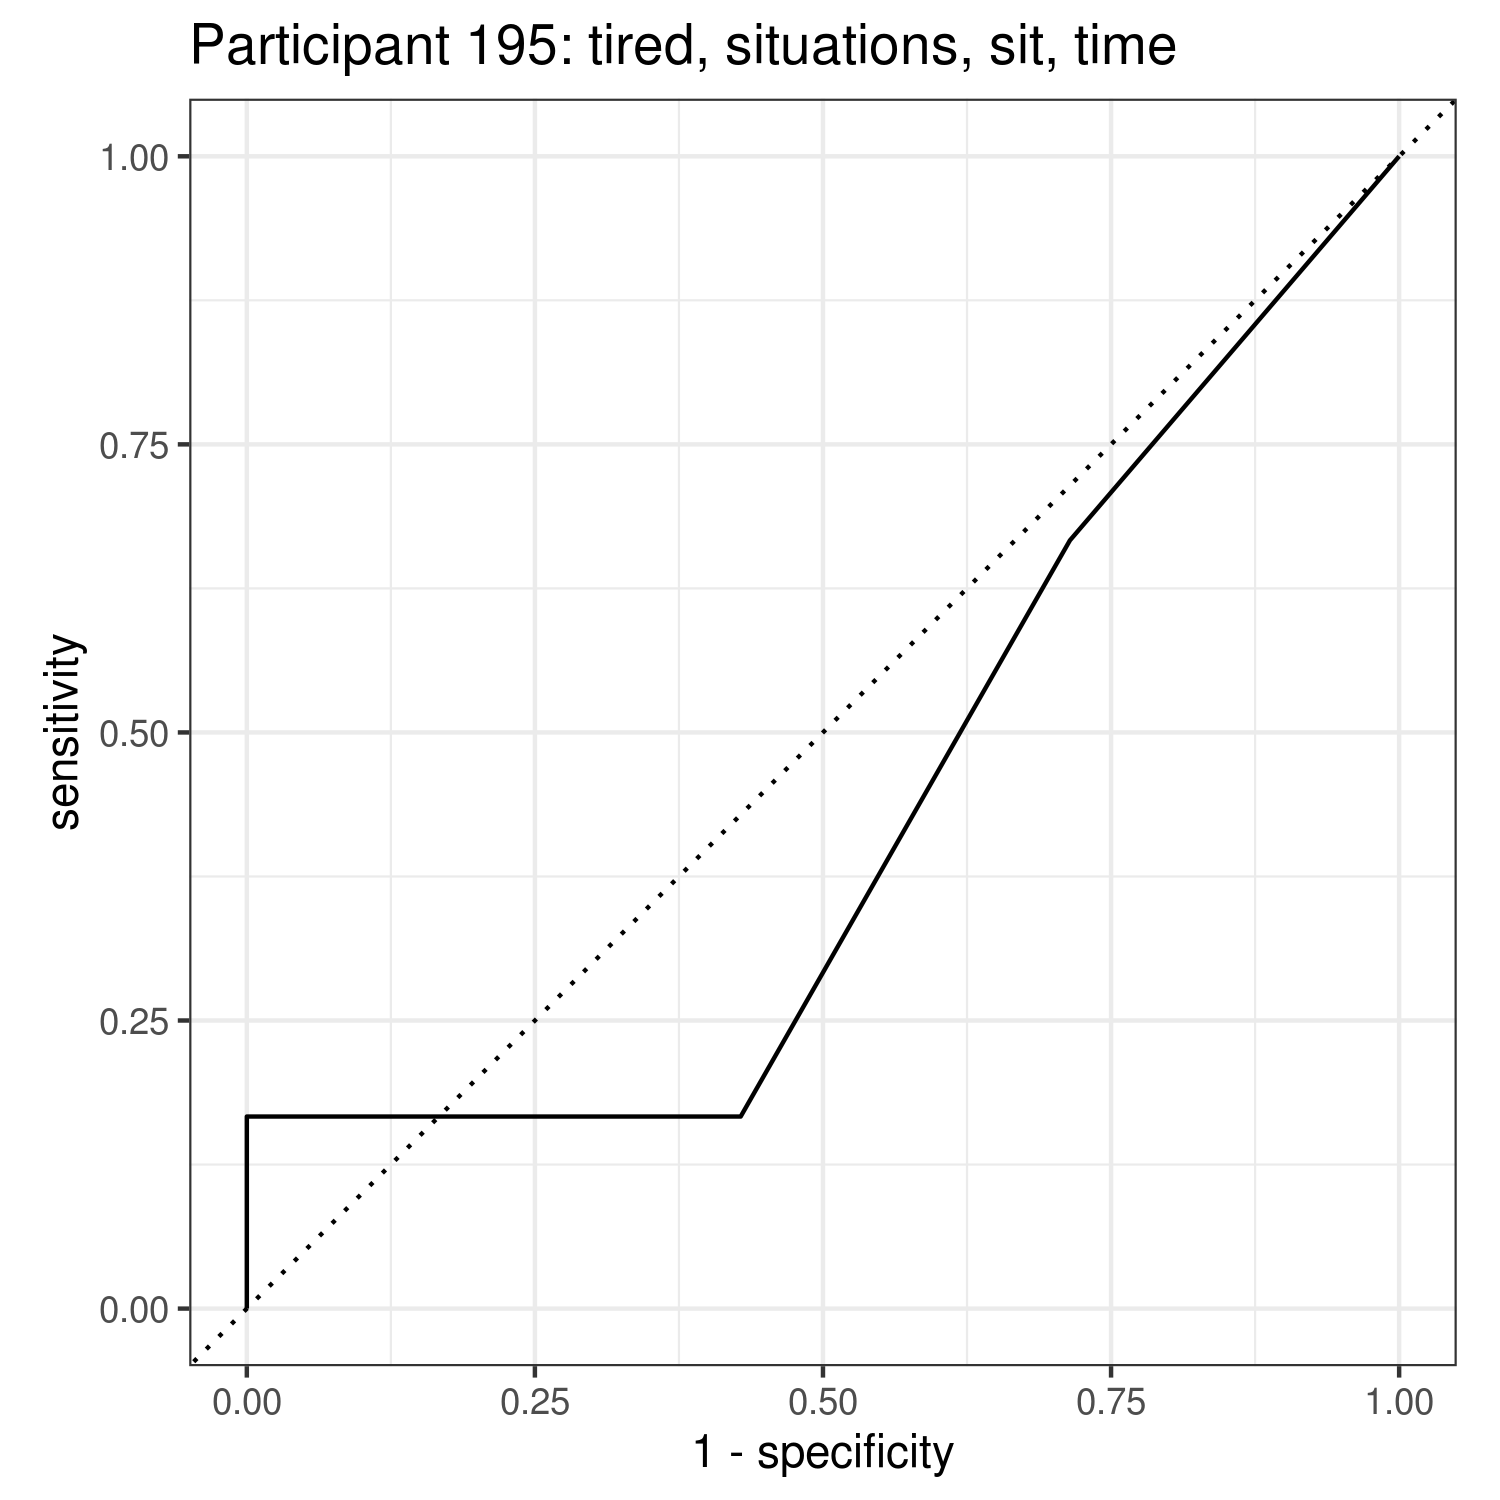 Participant 195: tired, situations, sit, time
1.00
0.75
0.50
0.25
0.00
sensitivity
0.00 0.25 0.50 0.75 1.00
1 - specificity